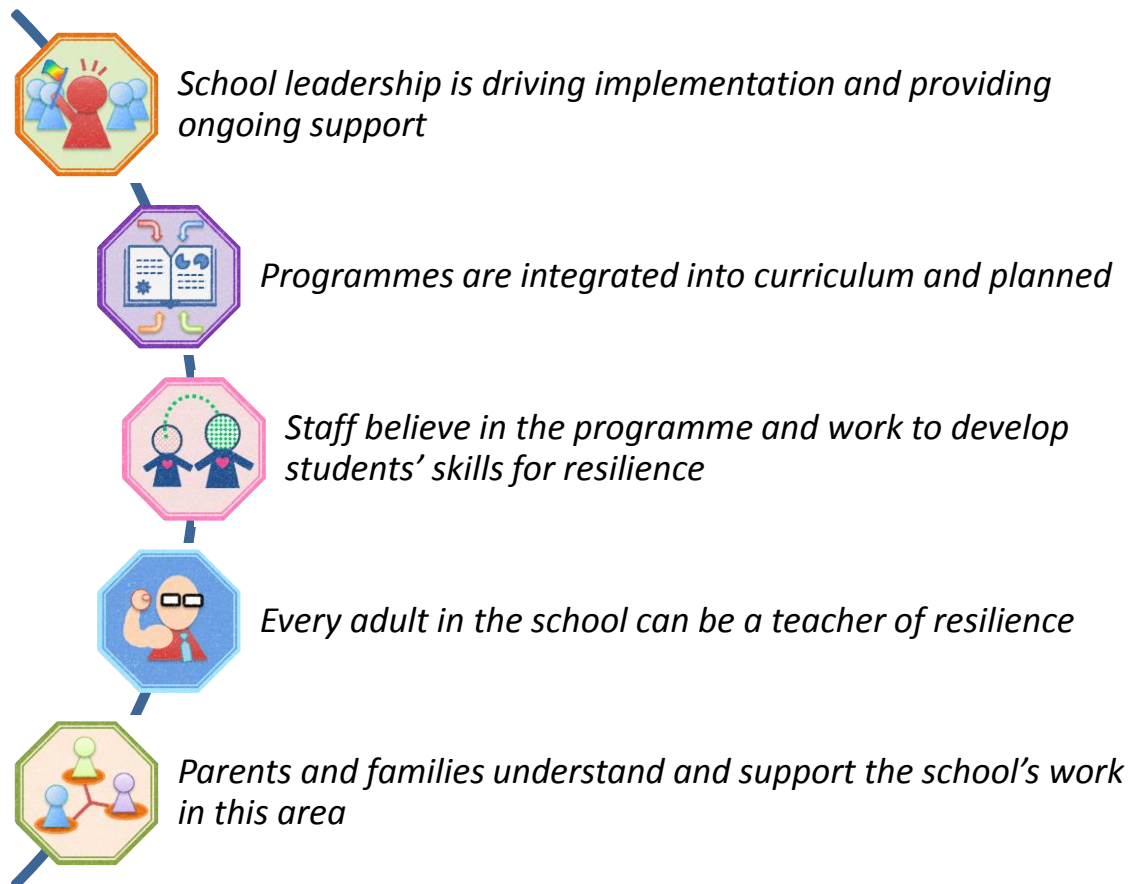 School leadership is driving implementation and providing
ongoing support
Programmes are integrated into curriculum and planned
Staff believe in the programme and work to develop
students’ skills for resilience
Every adult in the school can be a teacher of resilience
Parents and families understand and support the school’s work
in this area